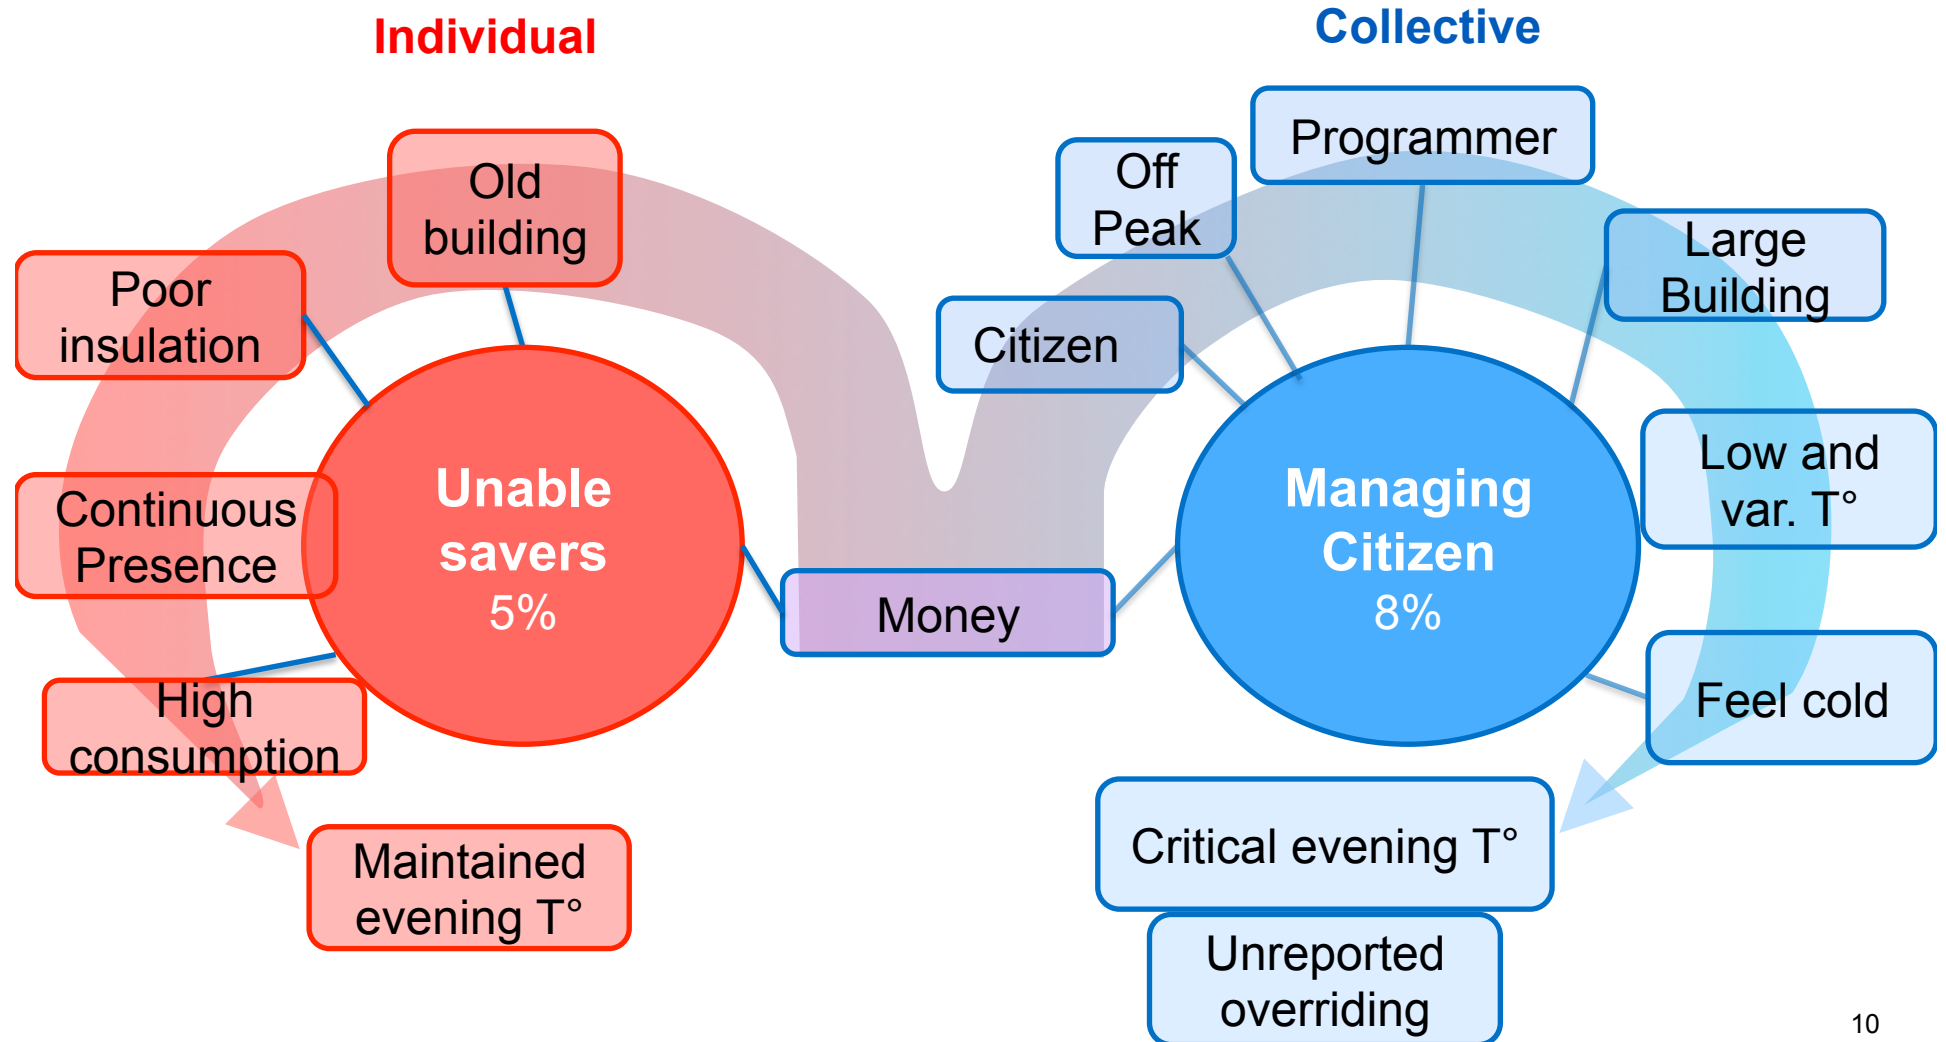 Individual
Collective
Old
building
Poor
insulation
Continuous
Presence
High
consumption
Unable
savers
5%
Maintained
evening T°
Money
Citizen
Off
Peak
Programmer
Large
Building
Low and
var. T°
Feel cold
Managing
Citizen
8%
Critical evening T°
Unreported
overriding
10